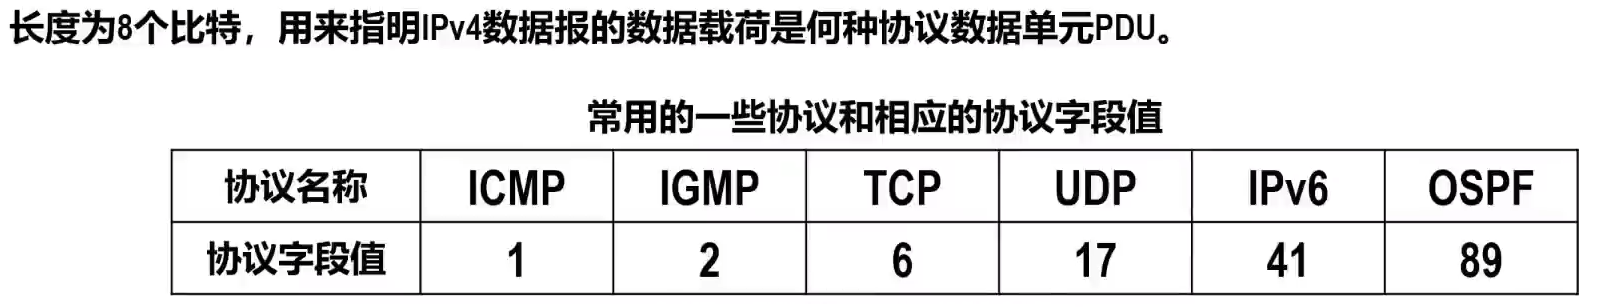 长度为8个比特，用来指明IPv4数据报的数据载荷是何种协议数据单元PDU。
常用的一些协议和相应的协议字段值
协议名称 ICMP IGMP TCP UDP IPv6 OSPF
协议字段值 1 2 6 17 41 89